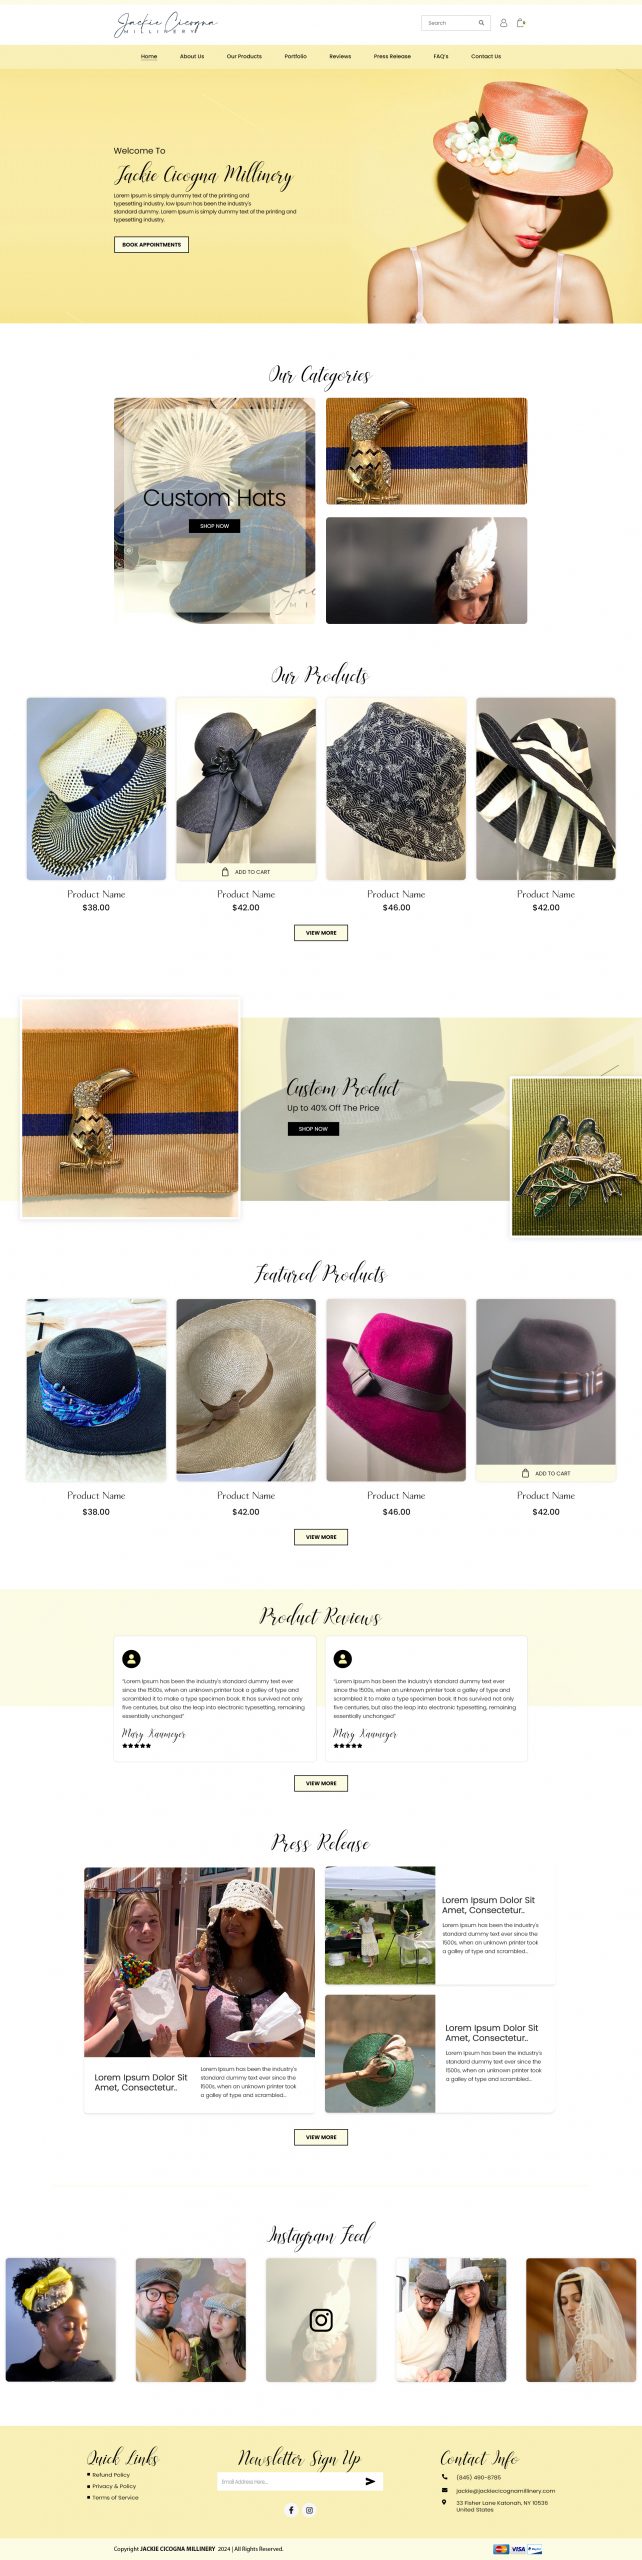 Jackie Cicogna
MILLINERY
Search
Home About Us Our Products Portfolio Reviews Press Release FAQ's Contact Us
Welcome To
Jackie Cicogna Millinery
Lorem Ipsum is simply dummy text of the printing and
typesetting industry. low Ipsum has been the industry's
standard dummy. Lorem Ipsum is simply dummy text of the printing and
typesetting industry.
BOOK APPOINTMENTS
Our Categories
Custom Hats
SHOP NOW
Our Products
ADD TO CART
Product Name Product Name Product Name Product Name
$38.00 $42.00 $46.00 $42.00
VIEW MORE
Custom Product
Up to 40% Off The Price
SHOP NOW
Featured Products
ADD TO CART
Product Name Product Name Product Name Product Name
$38.00 $42.00 $46.00 $42.00
VIEW MORE
Product Reviews
"Lorem Ipsum has been the industry's standard dummy text ever
since the 1500s, when an unknown printer took a galley of type and
scrambled it to make a type specimen book. It has survived not only
five centuries, but also the leap into electronic typesetting, remaining
essentially unchanged"
Mary Kaumeyer
"Lorem Ipsum has been the industry's standard dummy text ever
since the 1500s, when an unknown printer took a galley of type and
scrambled it to make a type specimen book. It has survived not only
five centuries, but also the leap into electronic typesetting, remaining
essentially unchanged"
Mary Kaumeyer
VIEW MORE
Press Release
Lorem Ipsum Dolor Sit
Amet, Consectetur..
Lorem Ipsum has been the industry's
standard dummy text ever since the
1500s, when an unknown printer took
a galley of type and scrambled...
Lorem Ipsum Dolor Sit
Amet, Consectetur..
Lorem Ipsum has been the industry's
standard dummy text ever since the
1500s, when an unknown printer took
a galley of type and scrambled...
Lorem Ipsum Dolor Sit
Amet, Consectetur..
Lorem Ipsum has been the industry's
standard dummy text ever since the
1500s, when an unknown printer took
a galley of type and scrambled...
VIEW MORE
Instagram Feed
Quick Links
Refund Policy
Privacy & Policy
Terms of Service
Newsletter Sign Up
Email Address Here...
Contact Info
(845) 490-8785
jackie@jackiecicognamillinery.com
33 Fisher Lane Katonah, NY 10536
United States
Copyright JACKIE CICOGNA MILLINERY 2024 | All Rights Reserved.
VISA PayPal